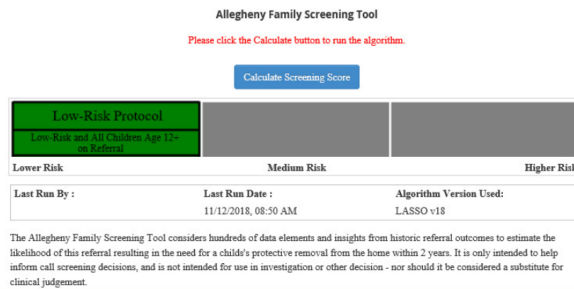 Allegheny Family Screening Tool
Please click the Calculate button to run the algorithm.
Calculate Screening Score
Low-Risk Protocol
Low-Risk and All Children Age 12+
on Referral
Lower Risk Medium Risk Higher Risk
Last Run By : Last Run Date : Algorithm Version Used:
11/12/2018, 08:50 AM LASSO v18
The Allegheny Family Screening Tool considers hundreds of data elements and insights from historic referral outcomes to estimate the
likelihood of this referral resulting in the need for a childs's protective removal from the home within 2 years. It is only intended to help
inform call screening decisions, and is not intended for use in investigation or other decision - nor should it be considered a substitute for
clinical judgement.